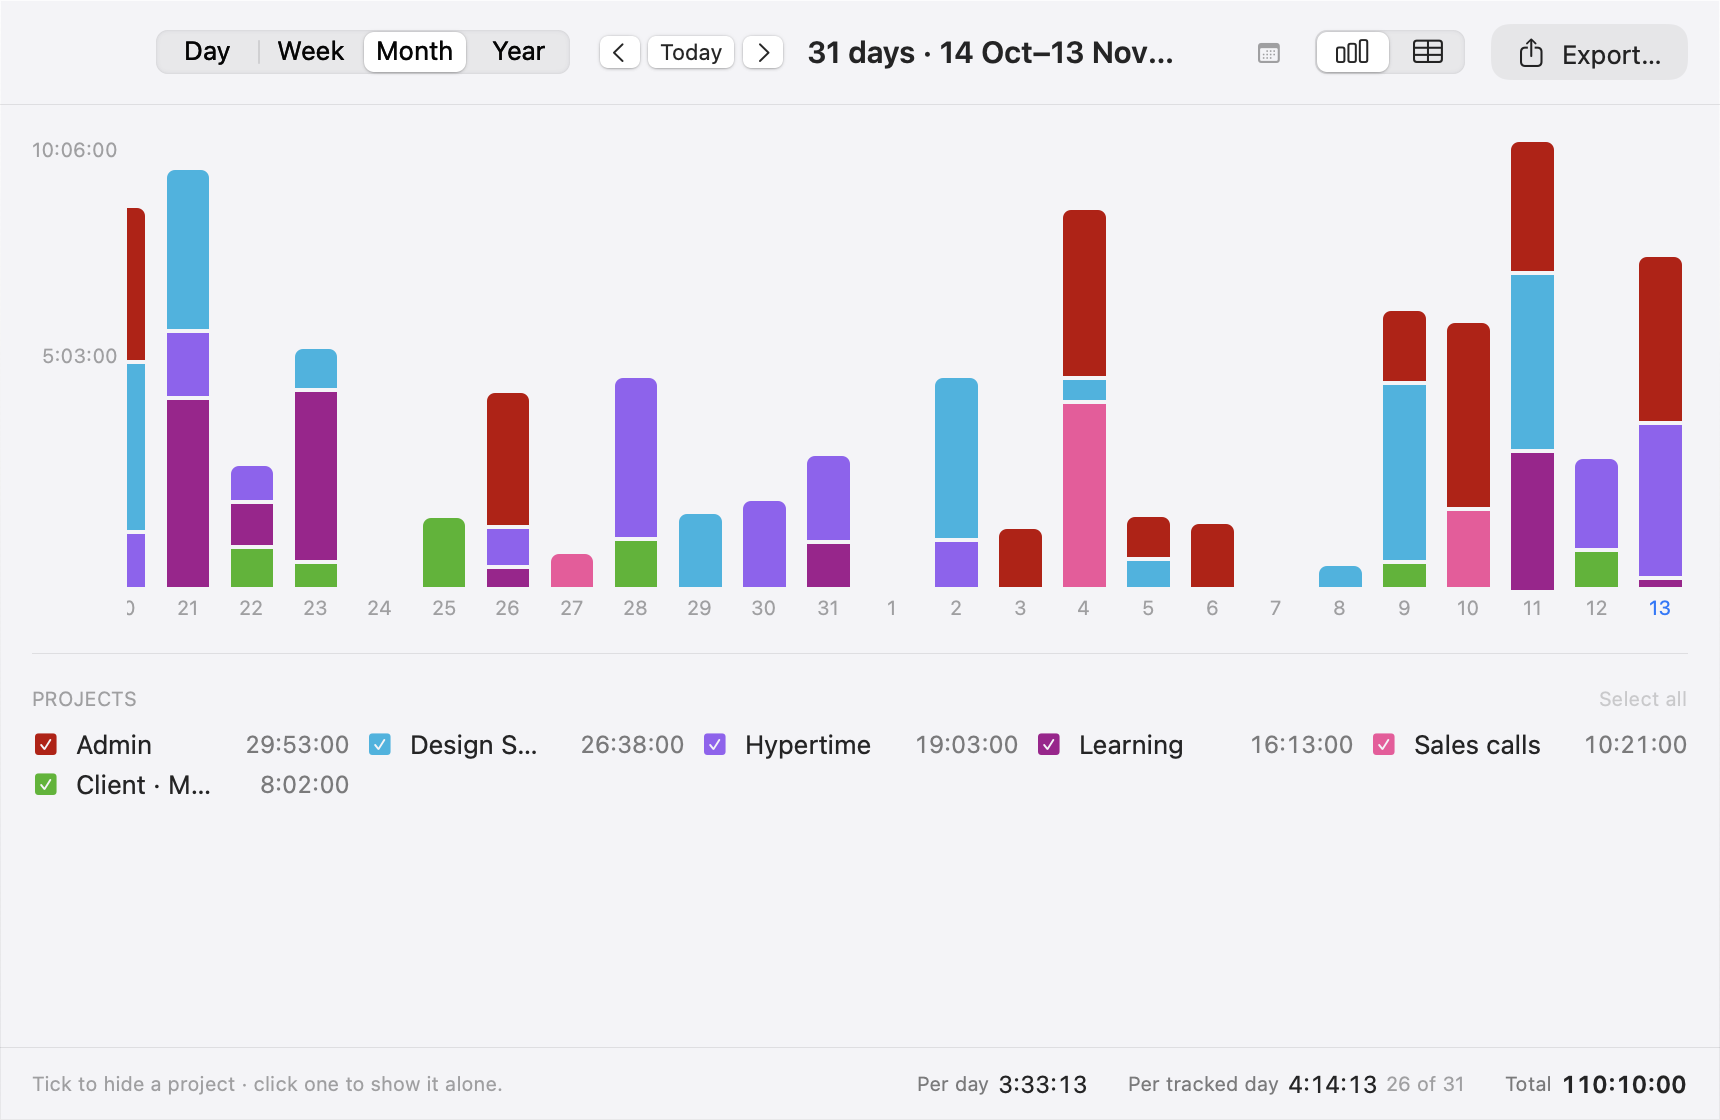 Day Week Month Year Today 31 days · 14 Oct–13 Nov... Export...
10:06:00
5:03:00
0 21 22 23 24 25 26 27 28 29 30 31 1 2 3 4 5 6 7 8 9 10 11 12 13
PROJECTS Select all
Admin 29:53:00 Design S... 26:38:00 Hypertime 19:03:00 Learning 16:13:00 Sales calls 10:21:00
Client · M... 8:02:00
Tick to hide a project · click one to show it alone. Per day 3:33:13 Per tracked day 4:14:13 26 of 31 Total 110:10:00